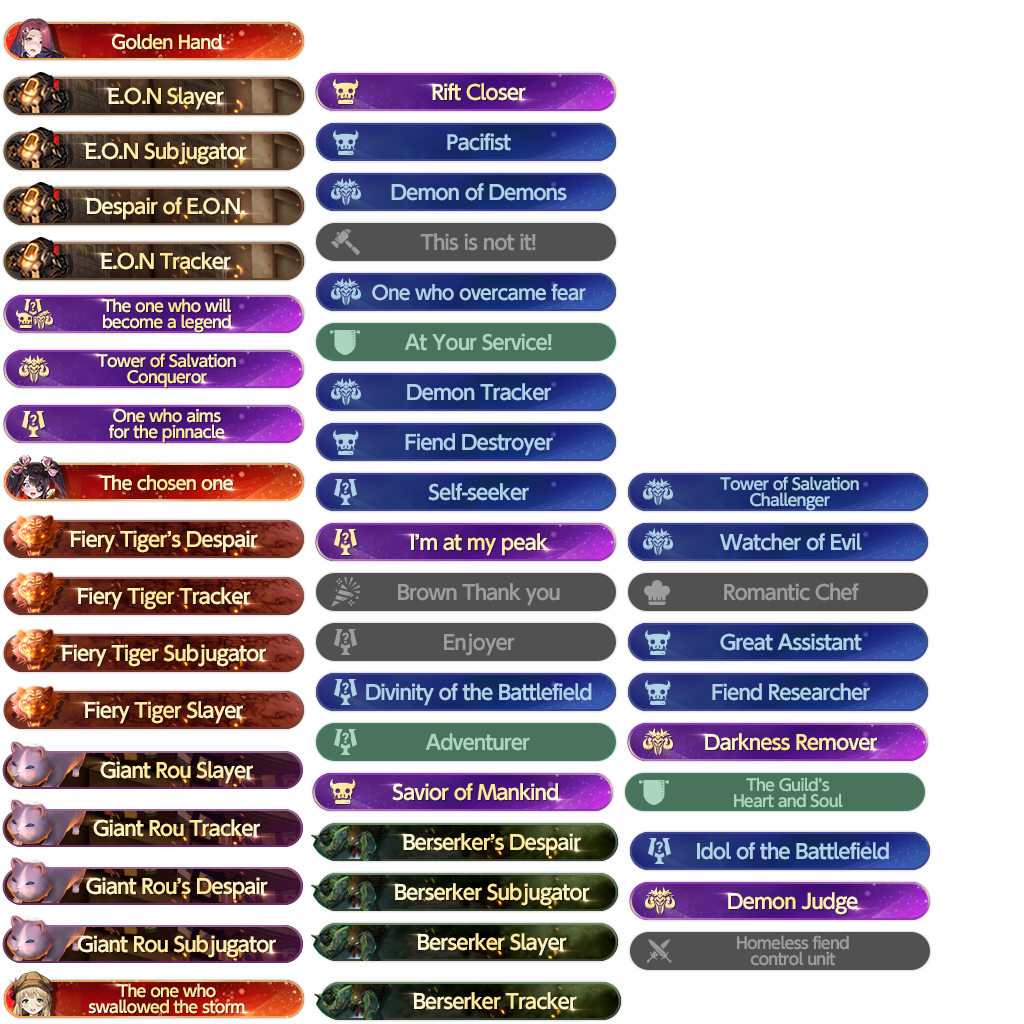 Golden Hand
E.O.N Slayer
E.O.N Subjugator
Despair of E.O.N.
E.O.N Tracker
The one who will
become a legend
Tower of Salvation
Conqueror
One who aims
for the pinnacle
The chosen one
Fiery Tiger's Despair
Fiery Tiger Tracker
Fiery Tiger Subjugator
Fiery Tiger Slayer
Giant Rou Slayer
Giant Rou Tracker
Giant Rou's Despair
Giant Rou Subjugator
The one who
swallowed the storm
Rift Closer
Pacifist
Demon of Demons
This is not it!
One who overcame fear
At Your Service!
Demon Tracker
Fiend Destroyer
Self-seeker
I'm at my peak
Brown Thank you
Enjoyer
Divinity of the Battlefield
Adventurer
Savior of Mankind
Berserker's Despair
Berserker Subjugator
Berserker Slayer
Berserker Tracker
Tower of Salvation
Challenger
Watcher of Evil
Romantic Chef
Great Assistant
Fiend Researcher
Darkness Remover
The Guild's
Heart and Soul
Idol of the Battlefield
Demon Judge
Homeless fiend
control unit